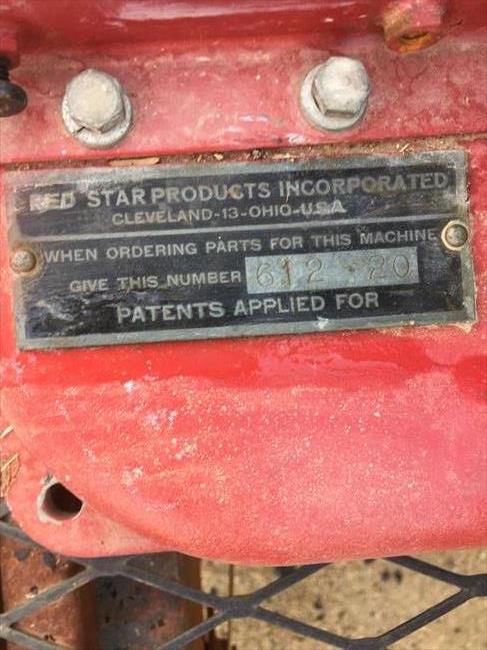 RED STAR PRODUCTS INCORPORATED
CLEVELAND-13-OHIO-U.S.A.
WHEN ORDERING PARTS FOR THIS MACHINE
GIVE THIS NUMBER 612-20
PATENTS APPLIED FOR